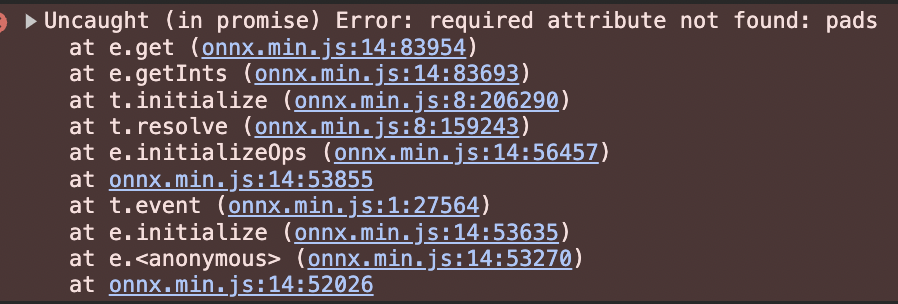 Uncaught (in promise) Error: required attribute not found: pads
at e.get (onnx.min.js:14:83954)
at e.getInts (onnx.min.js:14:83693)
at t.initialize (onnx.min.js:8:206290)
at t.resolve (onnx.min.js:8:159243)
at e.initializeOps (onnx.min.js:14:56457)
at onnx.min.js:14:53855
at t.event (onnx.min.js:1:27564)
at e.initialize (onnx.min.js:14:53635)
at e.<anonymous> (onnx.min.js:14:53270)
at onnx.min.js:14:52026